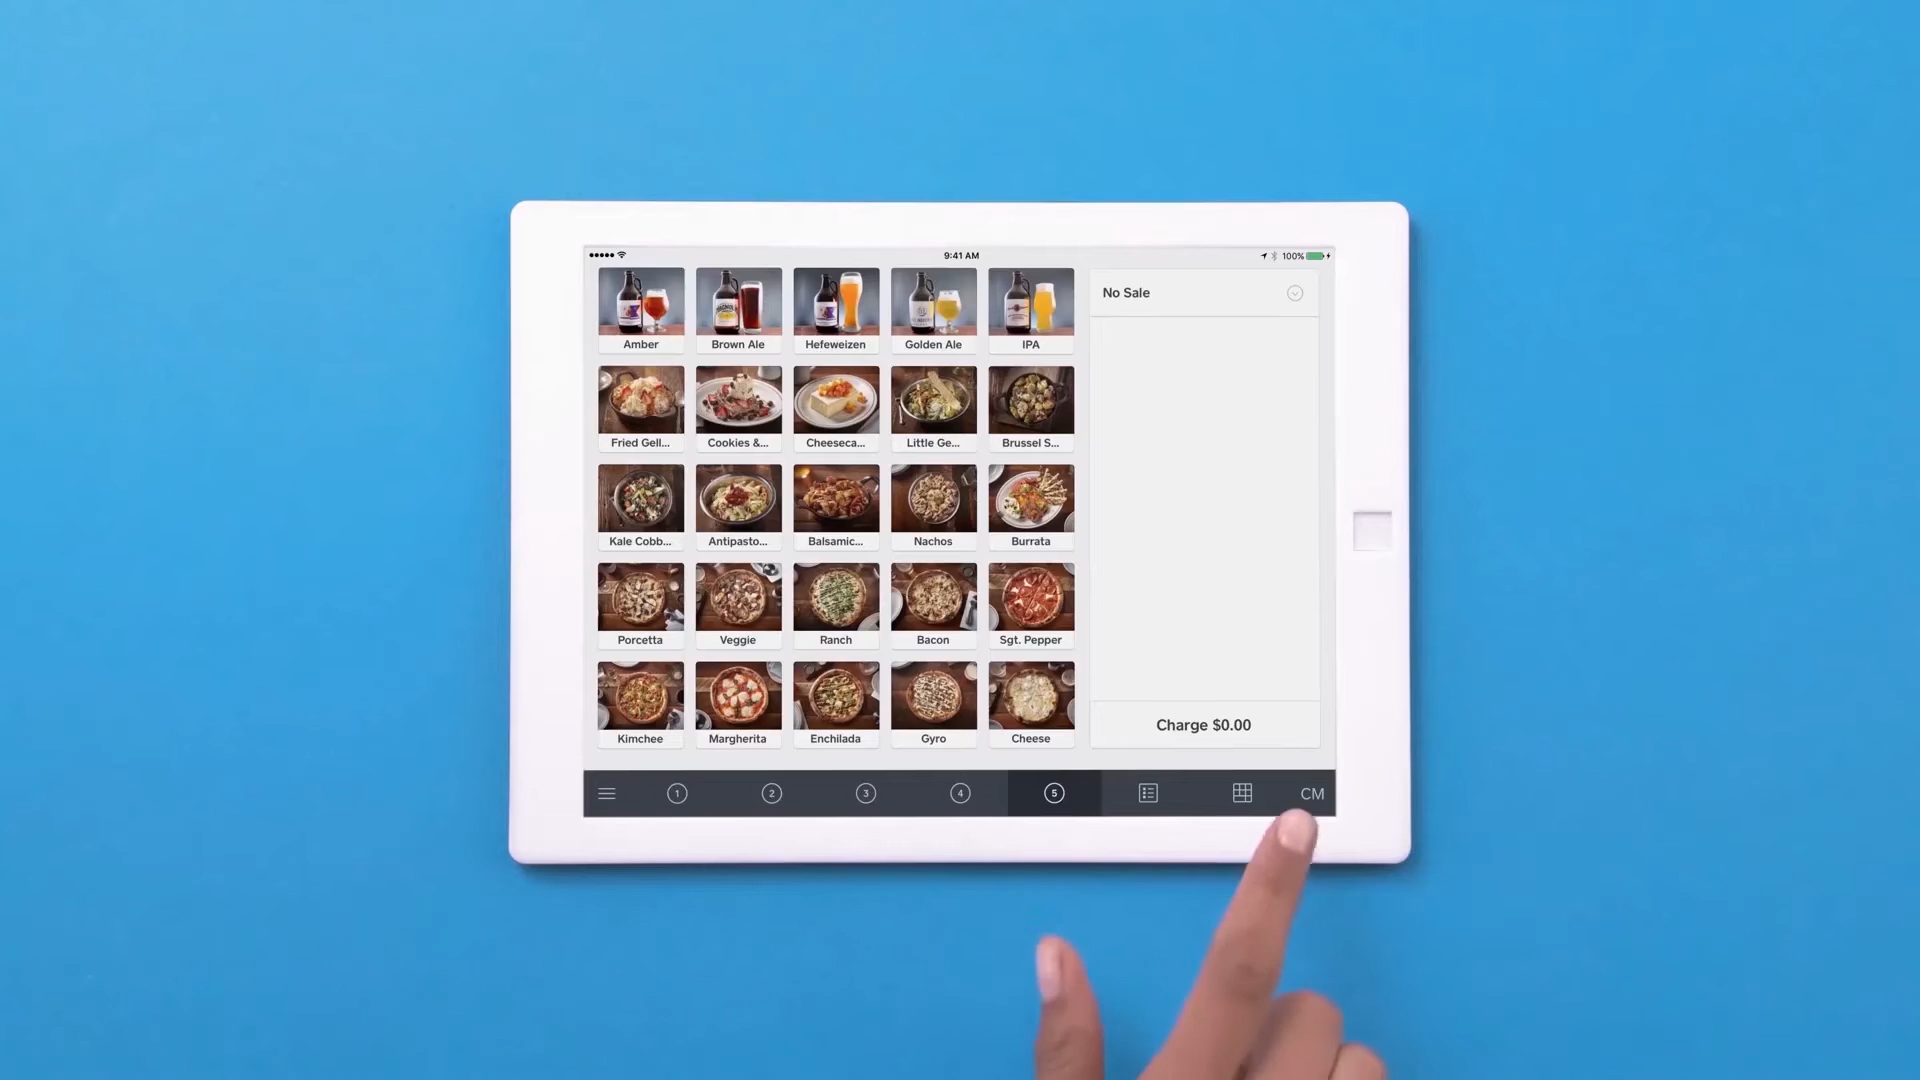 9:41 AM
100%
Amber
Brown Ale
Hefeweizen
Golden Ale
IPA
No Sale
Fried Gell...
Cookies &...
Cheeseca...
Little Ge...
Brussel S...
Kale Cobb...
Antipasto...
Balsamic...
Nachos
Burrata
Porcetta
Veggie
Ranch
Bacon
Sgt. Pepper
Kimchee
Margherita
Enchilada
Gyro
Cheese
Charge $0.00
1
2
3
4
5
CM